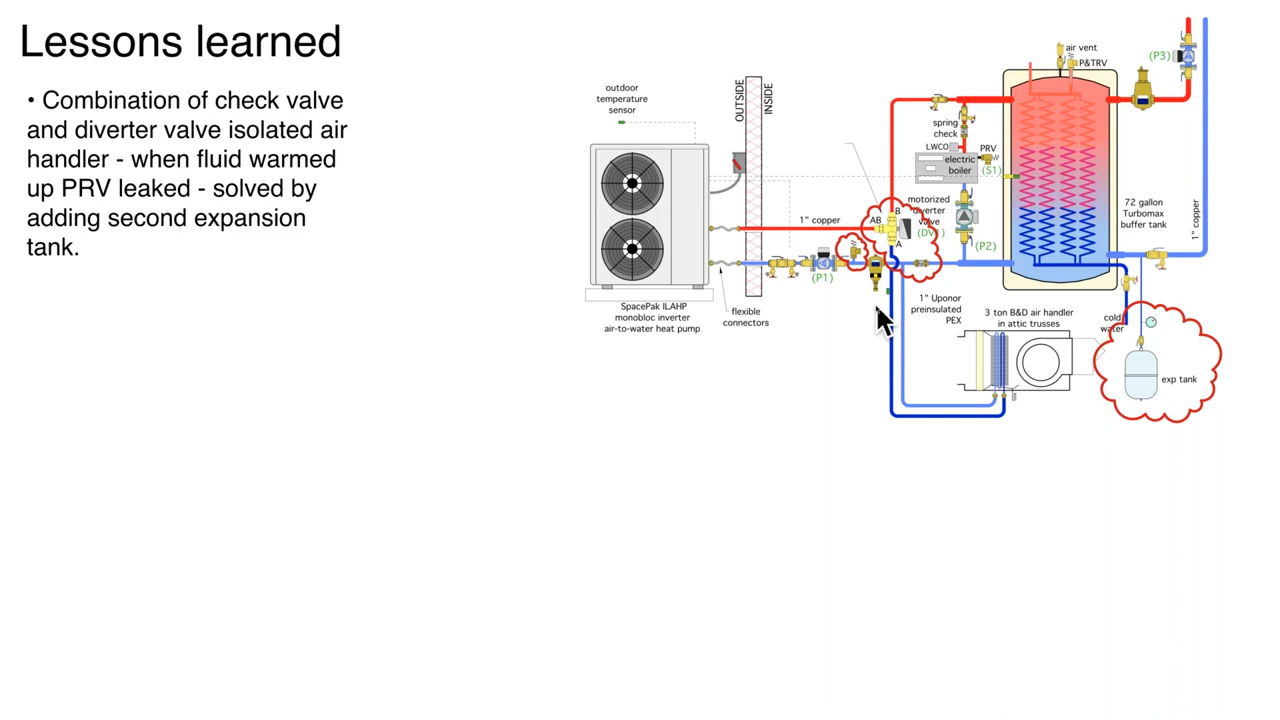 Lessons learned
• Combination of check valve
and diverter valve isolated air
handler - when fluid warmed
up PRV leaked - solved by
adding second expansion
tank.
outdoor
temperature
sensor
OUTSIDE
INSIDE
air vent
P&TRV
(P3)
spring
check
LWCO
PRV
electric
boiler
(S1)
motorized
diverter
valve
(DV1)
AB
B
A
1" copper
(P2)
72 gallon
Turbomax
buffer tank
1" copper
(P1)
SpacePak ILAHP
monobloc inverter
air-to-water heat pump
flexible
connectors
1" Uponor
preinsulated
PEX
3 ton B&D air handler
in attic trusses
cold
water
exp tank